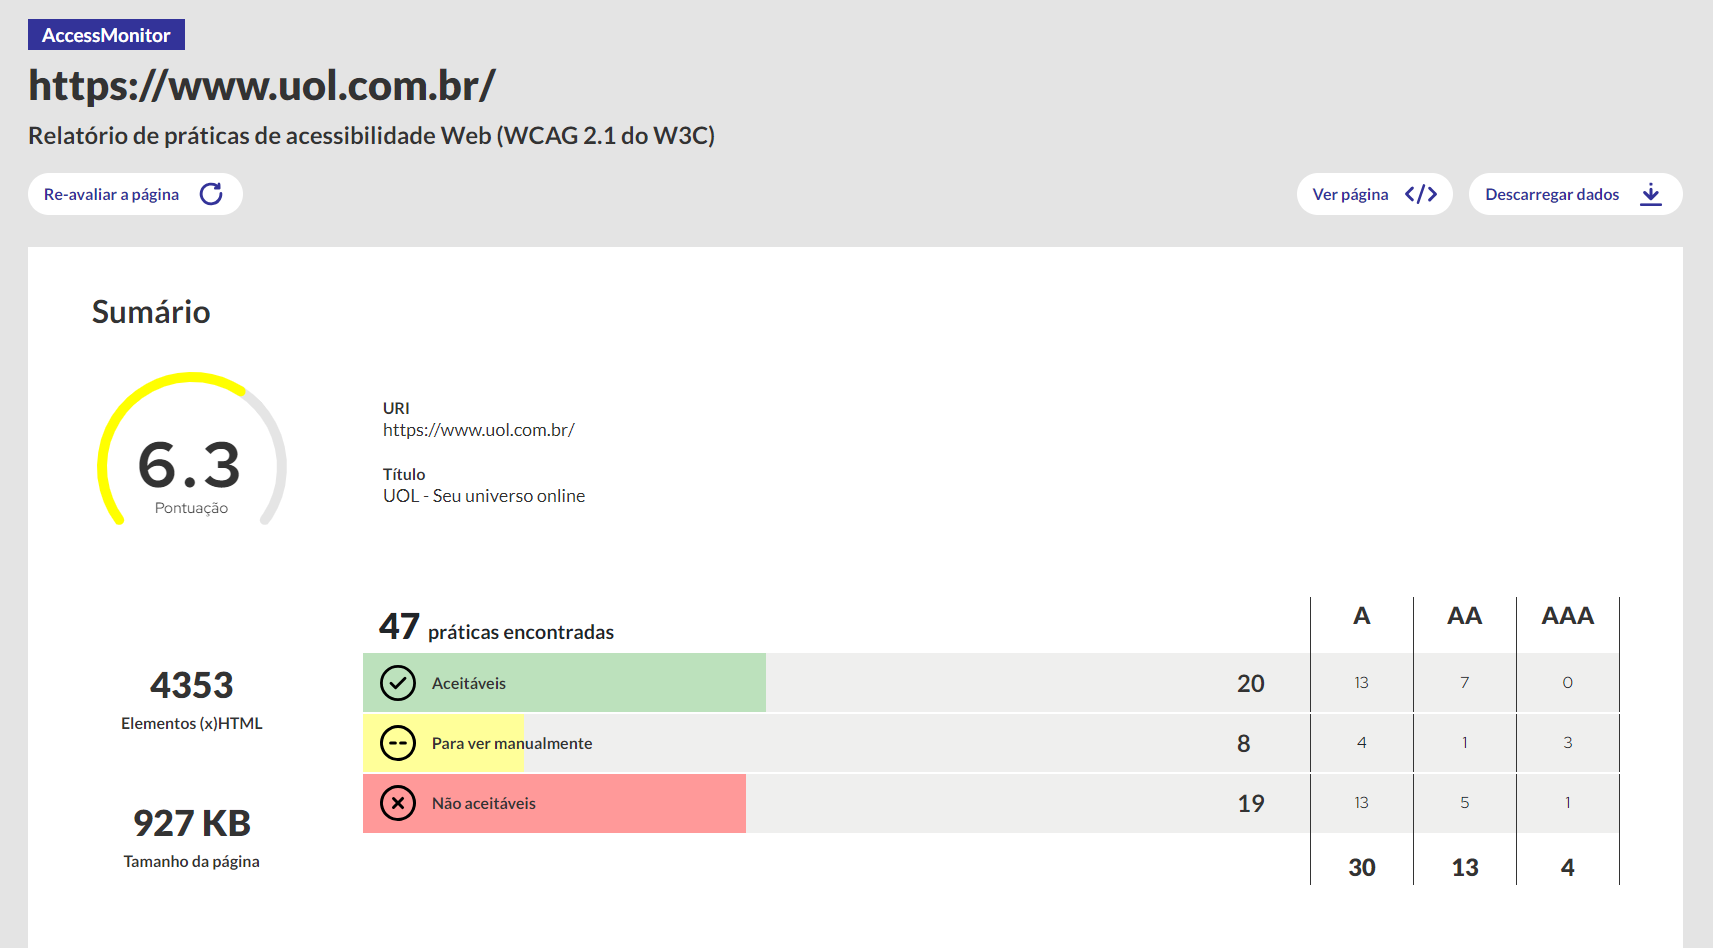 AccessMonitor
https://www.uol.com.br/
Relatório de práticas de acessibilidade Web (WCAG 2.1 do W3C)
Re-avaliar a página
Ver página
Descarregar dados
Sumário
6.3
Pontuação
URI
https://www.uol.com.br/
Título
UOL - Seu universo online
4353
Elementos (x)HTML
927 KB
Tamanho da página
47 práticas encontradas A AA AAA
Aceitáveis 20 13 7 0
Para ver manualmente 8 4 1 3
Não aceitáveis 19 13 5 1
30 13 4